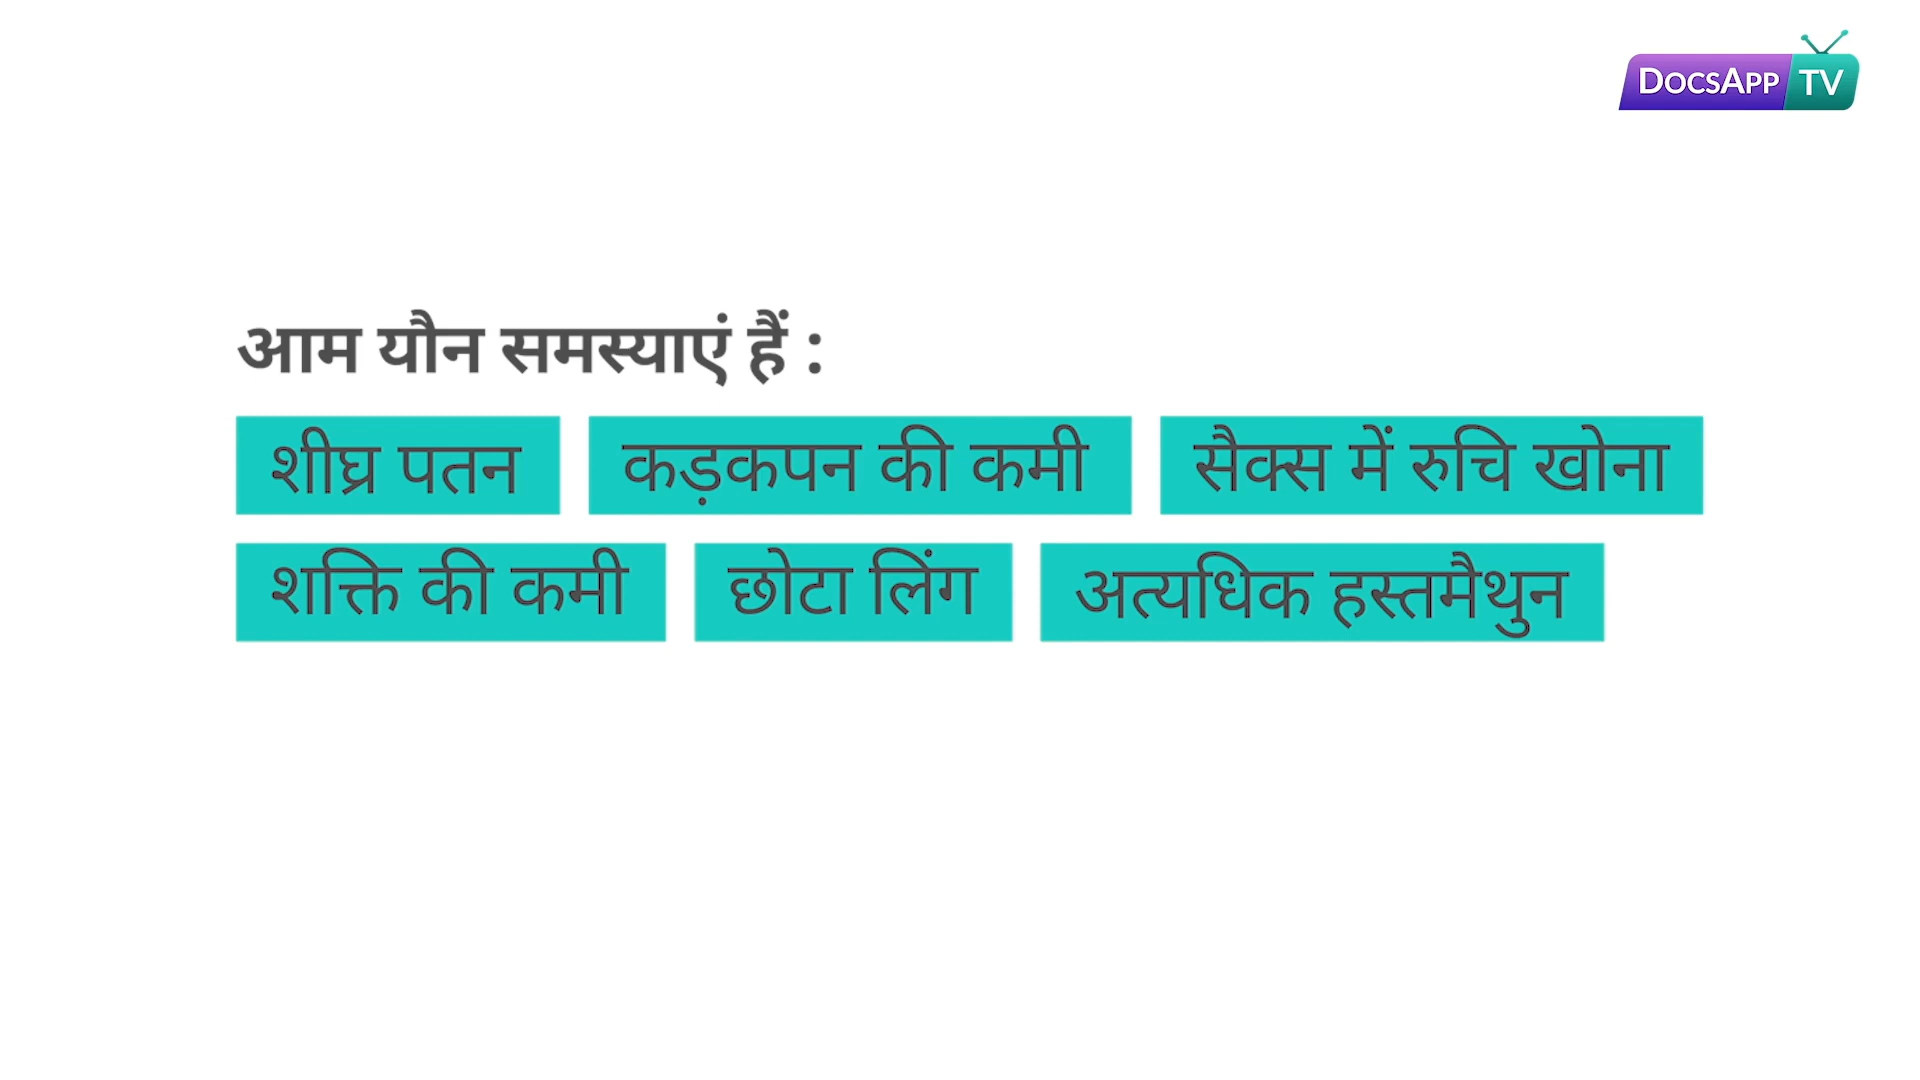 DOCSAPP TV
आम यौन समस्याएं हैं :
शीघ्र पतन कड़कपन की कमी सैक्स में रुचि खोना
शक्ति की कमी छोटा लिंग अत्यधिक हस्तमैथुन